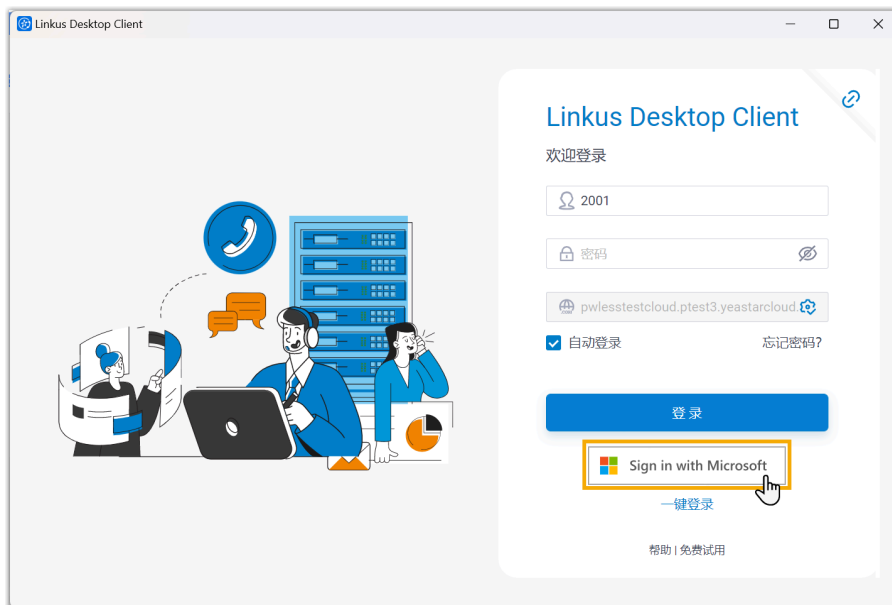 Linkus Desktop Client
Linkus Desktop Client
欢迎登录
2001
密码
pwlesstestcloud.ptest3.yeastarcloud.
自动登录 忘记密码?
登 录
Sign in with Microsoft
一键登录
帮助 | 免费试用